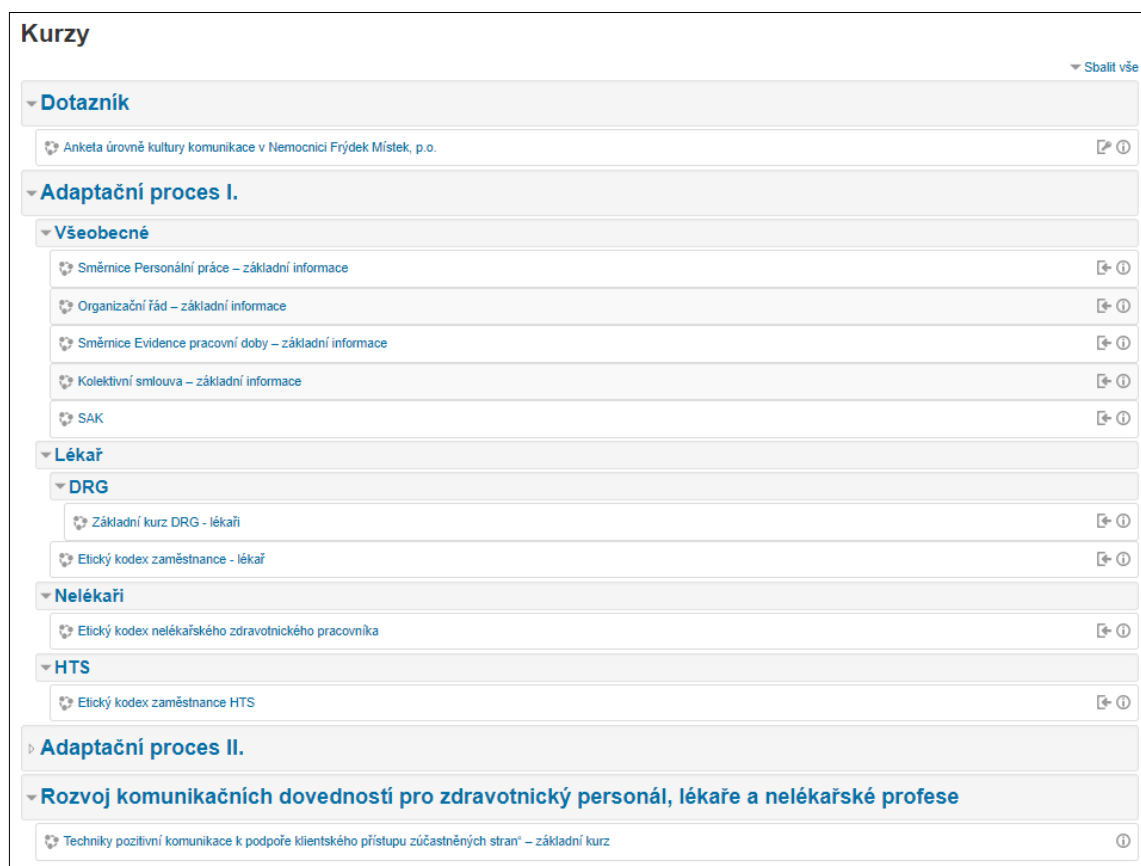 Kurzy
Sbalit vše
Dotazník
Anketa úrovně kultury komunikace v Nemocnici Frýdek Místek, p.o.
Adaptační proces I.
Všeobecné
Směrnice Personální práce – základní informace
Organizační řád – základní informace
Směrnice Evidence pracovní doby – základní informace
Kolektivní smlouva – základní informace
SAK
Lékař
DRG
Základní kurz DRG - lékaři
Etický kodex zaměstnance - lékař
Nelékaři
Etický kodex nelékařského zdravotnického pracovníka
HTS
Etický kodex zaměstnance HTS
Adaptační proces II.
Rozvoj komunikačních dovedností pro zdravotnický personál, lékaře a nelékařské profese
Techniky pozitivní komunikace k podpoře klientského přístupu zúčastněných stran“ – základní kurz